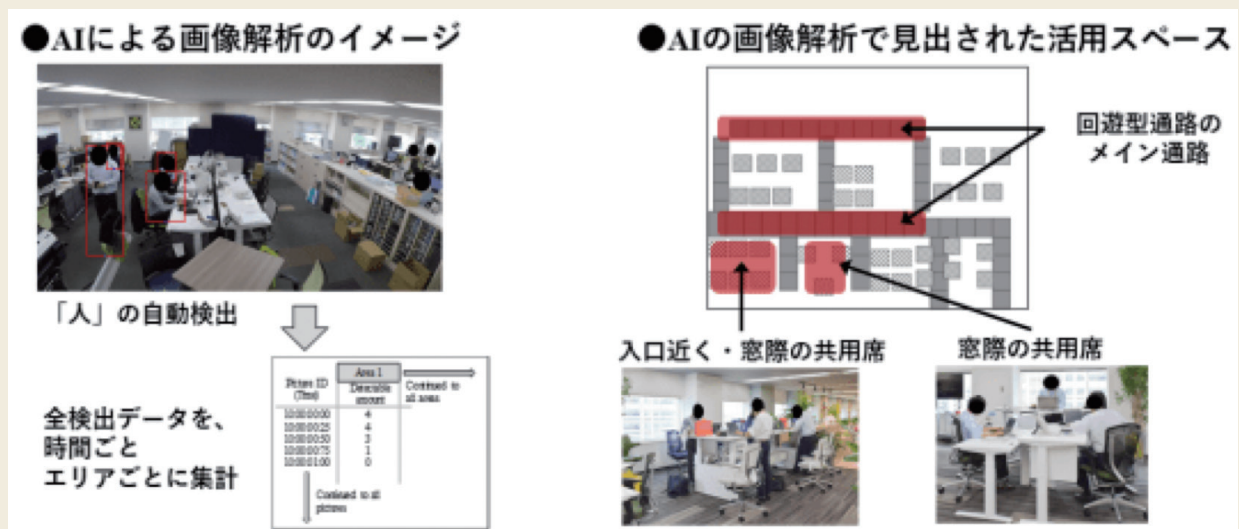 ●AIによる画像解析のイメージ
「人」の自動検出
全検出データを、
時間ごと
エリアごとに集計
Picture ID
(Time)
Area 1
Detectable
amount
Continued to
all areas
10:00:00:00 4
10:00:00:25 4
10:00:00:50 3
10:00:00:75 1
10:00:01:00 0
Continued to all
pictures
●AIの画像解析で見出された活用スペース
回遊型通路の
メイン通路
入口近く・窓際の共用席
窓際の共用席